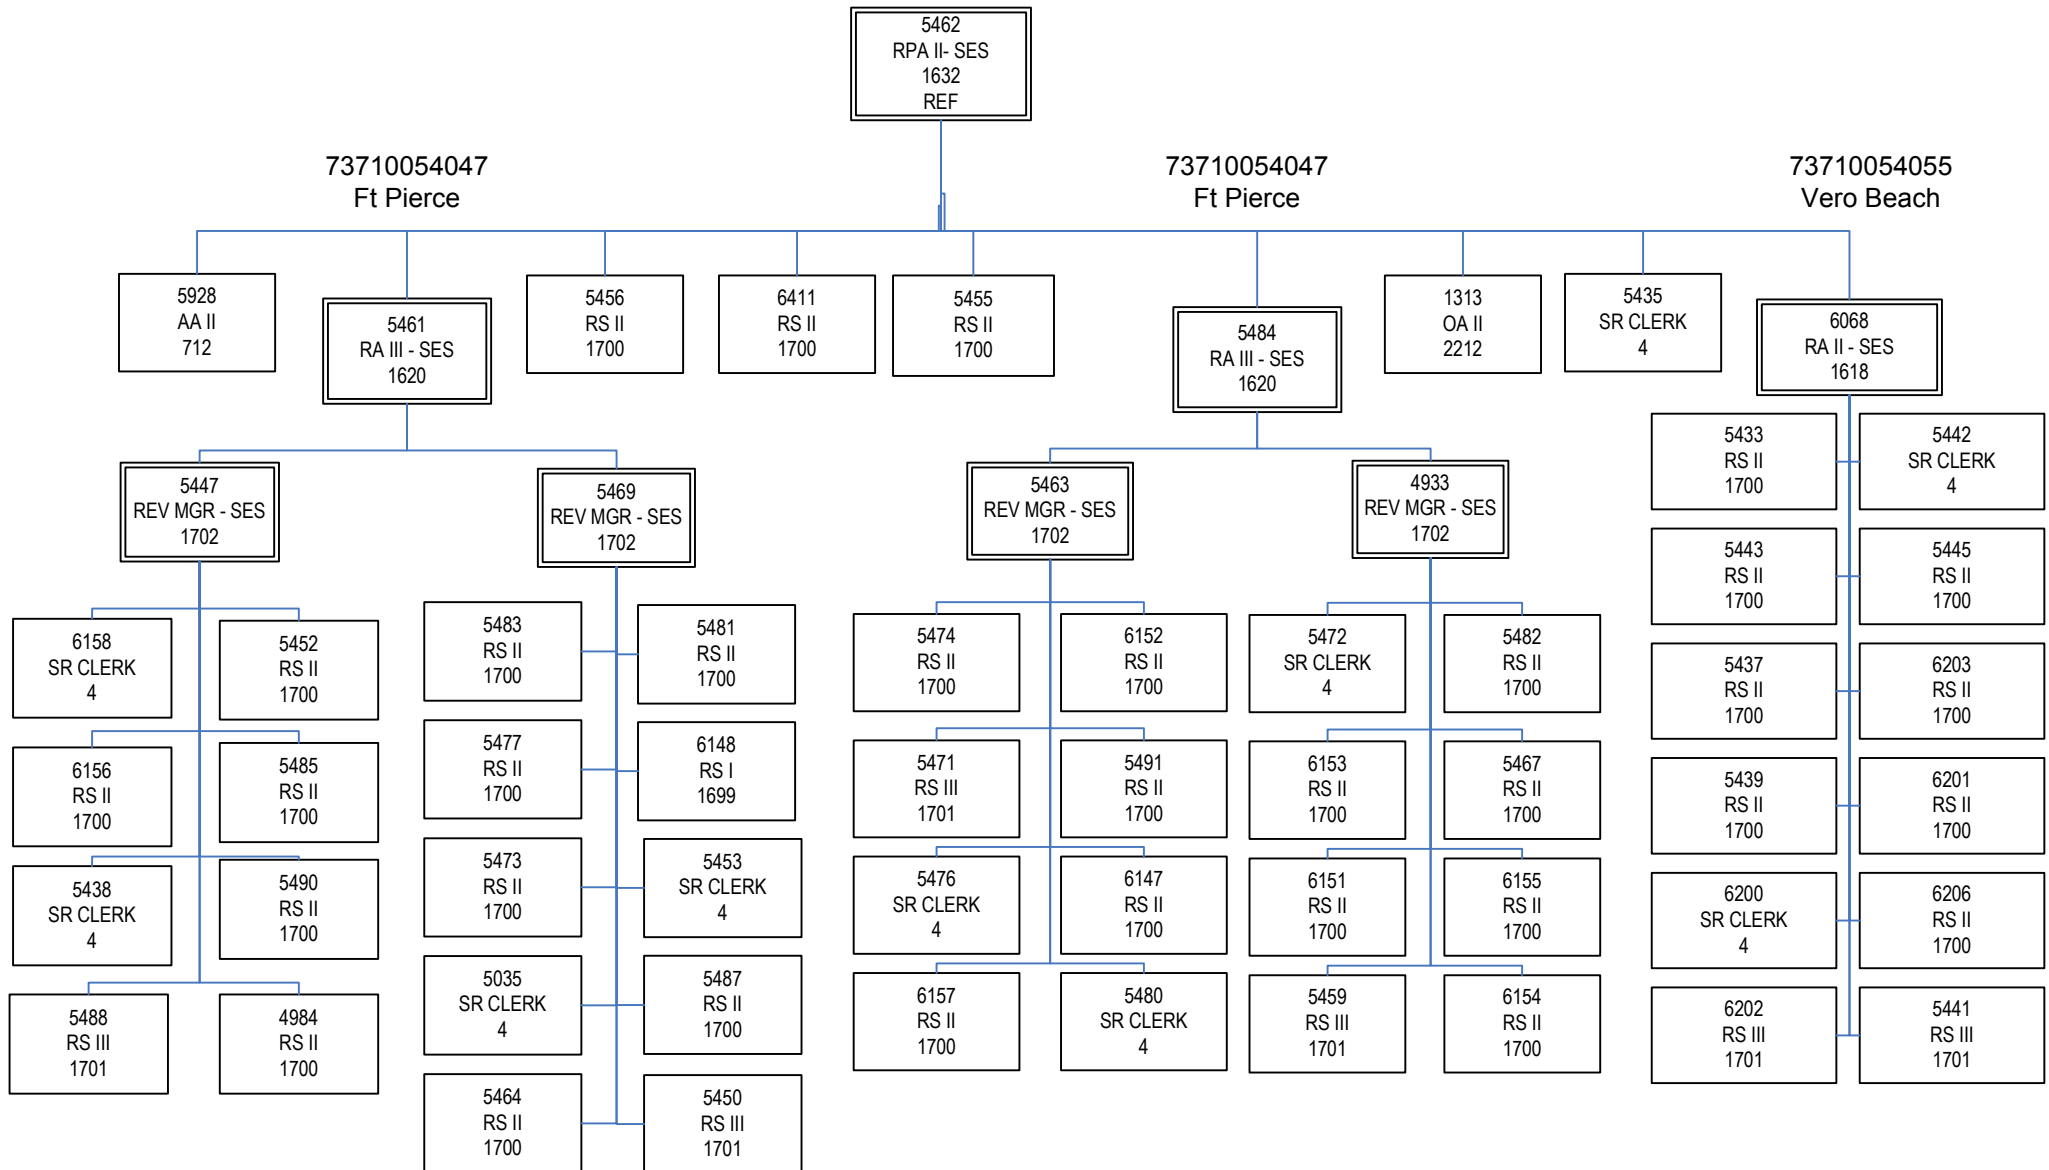 5462
RPA II- SES
1632
REF
73710054047
Ft Pierce
73710054047
Ft Pierce
73710054055
Vero Beach
5928
AA II
712
5461
RA III - SES
1620
5456
RS II
1700
6411
RS II
1700
5455
RS II
1700
5484
RA III - SES
1620
1313
OA II
2212
5435
SR CLERK
4
6068
RA II - SES
1618
5447
REV MGR - SES
1702
5469
REV MGR - SES
1702
5463
REV MGR - SES
1702
4933
REV MGR - SES
1702
6158
SR CLERK
4
5452
RS II
1700
6156
RS II
1700
5485
RS II
1700
5438
SR CLERK
4
5490
RS II
1700
5488
RS III
1701
4984
RS II
1700
5483
RS II
1700
5481
RS II
1700
5477
RS II
1700
6148
RS I
1699
5473
RS II
1700
5453
SR CLERK
4
5035
SR CLERK
4
5487
RS II
1700
5464
RS II
1700
5450
RS III
1701
5474
RS II
1700
6152
RS II
1700
5471
RS III
1701
5491
RS II
1700
5476
SR CLERK
4
6147
RS II
1700
6157
RS II
1700
5480
SR CLERK
4
5472
SR CLERK
4
5482
RS II
1700
6153
RS II
1700
5467
RS II
1700
6151
RS II
1700
6155
RS II
1700
5459
RS III
1701
6154
RS II
1700
5433
RS II
1700
5442
SR CLERK
4
5443
RS II
1700
5445
RS II
1700
5437
RS II
1700
6203
RS II
1700
5439
RS II
1700
6201
RS II
1700
6200
SR CLERK
4
6206
RS II
1700
6202
RS III
1701
5441
RS III
1701